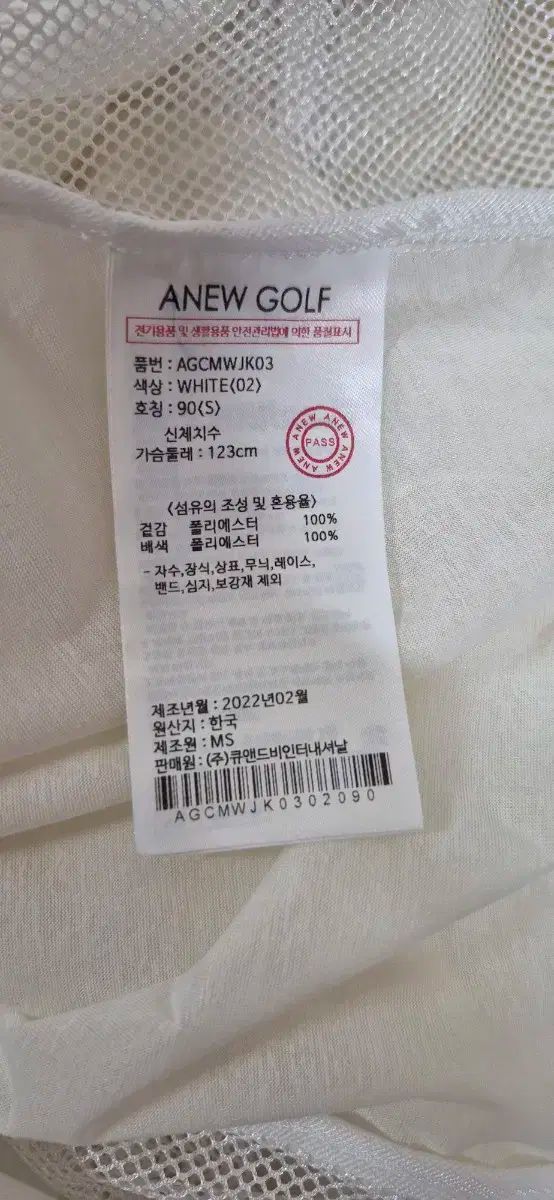 ANEW GOLF
전기용품 및 생활용품 안전관리법에 의한 품질표시
품번 : AGCMWJK03
색상 : WHITE(02)
호칭 : 90(S)
신체치수
가슴둘레 : 123cm
ANEW ANEW ANEW ANEW
PASS
<섬유의 조성 및 혼용율>
겉감 폴리에스터 100%
배색 폴리에스터 100%
- 자수,장식,상표,무늬,레이스,
밴드,심지,보강재 제외
제조년월 : 2022년02월
원산지 : 한국
제조원 : MS
판매원 : (주)큐앤드비인터내셔날
AGCMWJK0302090